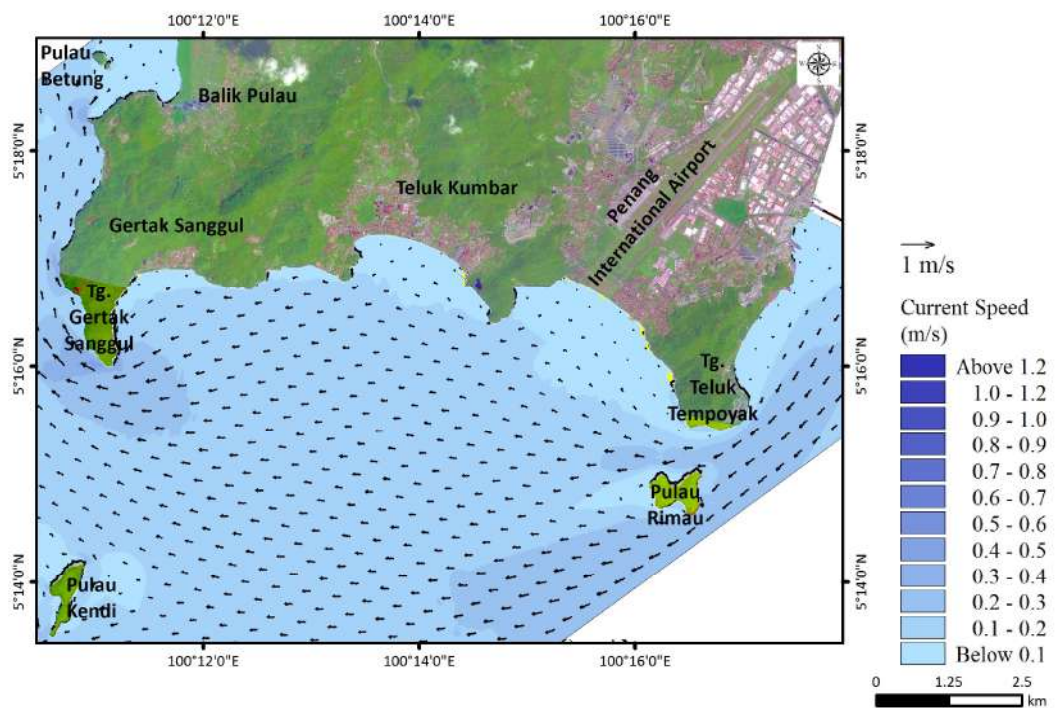 100°12'0"E
100°14'0"E
100°16'0"E
Pulau
Betung
N
W
E
S
Balik Pulau
5°18'0"N
5°18'0"N
Teluk Kumbar
Penang
International Airport
Gertak Sanggul
1 m/s
Tg.
Gertak
Sanggul
Current Speed
(m/s)
5°16'0"N
5°16'0"N
Tg.
Teluk
Tempoyak
Above 1.2
1.0 - 1.2
0.9 - 1.0
0.8 - 0.9
0.7 - 0.8
0.6 - 0.7
0.5 - 0.6
0.4 - 0.5
0.3 - 0.4
0.2 - 0.3
0.1 - 0.2
Below 0.1
Pulau
Rimau
5°14'0"N
5°14'0"N
Pulau
Kendi
100°12'0"E
100°14'0"E
100°16'0"E
0 1.25 2.5
km